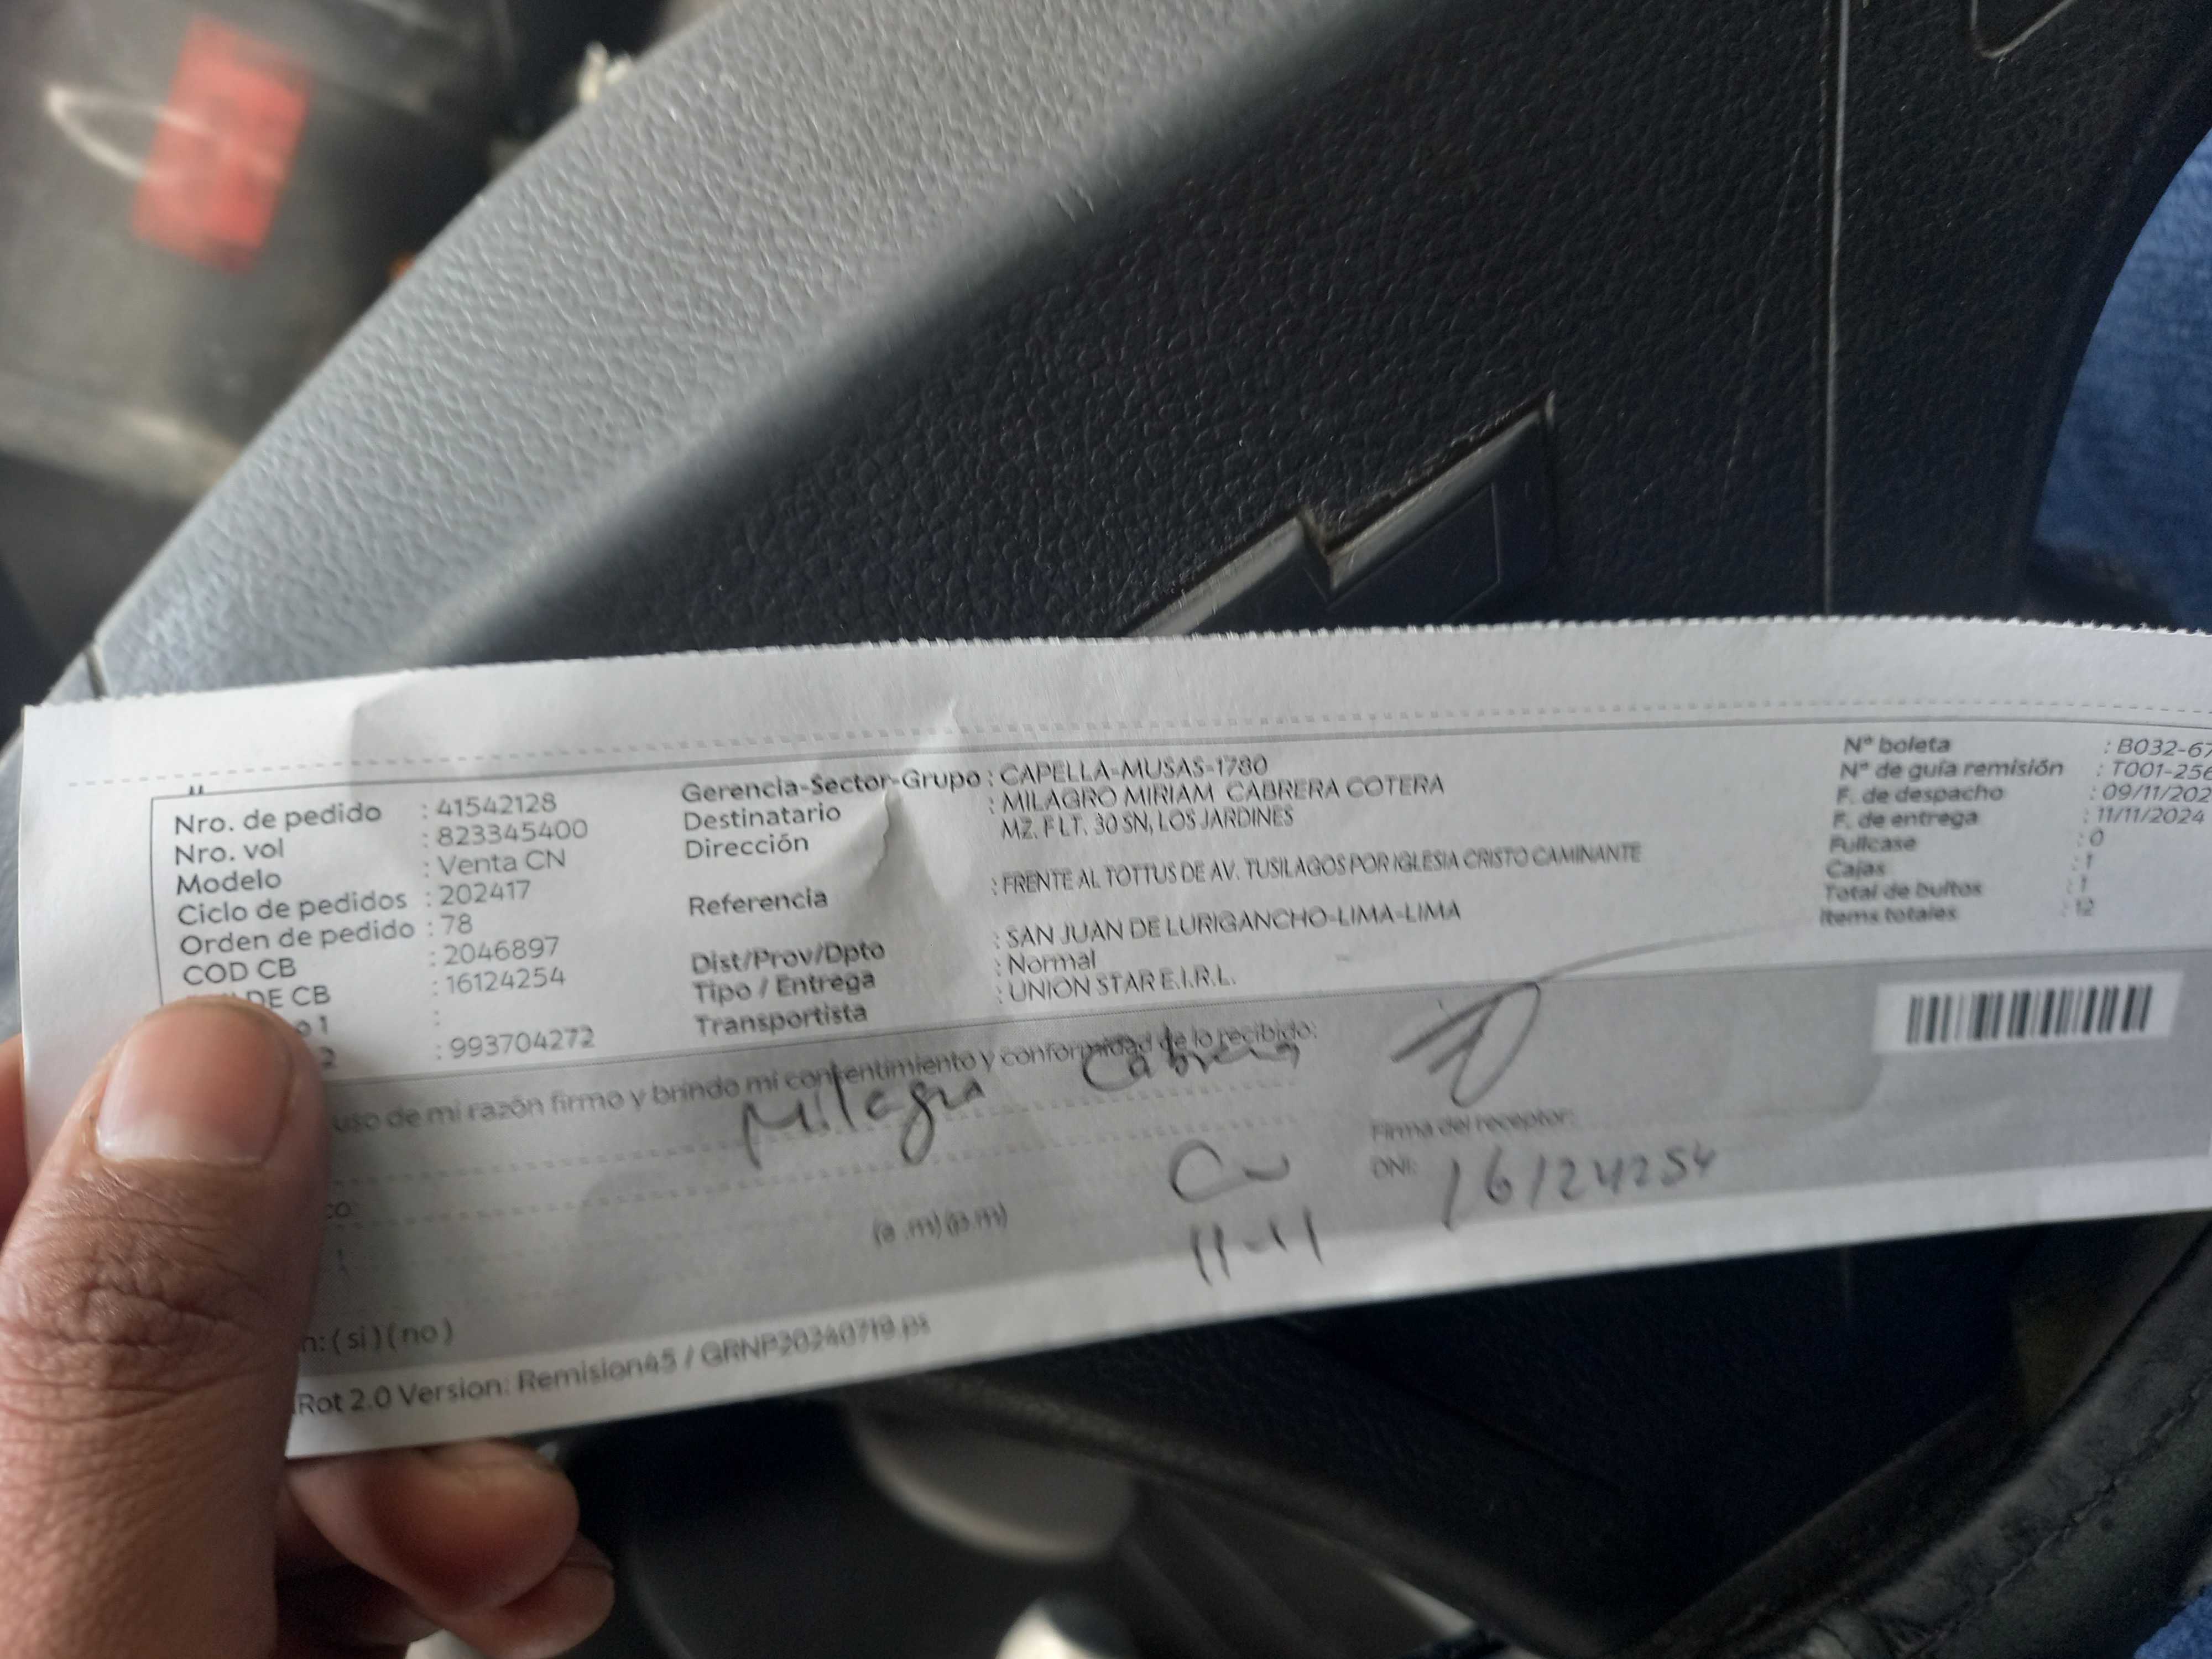 Nro. de pedido : 41542128
Nro. vol : 823345400
Modelo : Venta CN
Ciclo de pedidos : 202417
Orden de pedido : 78
COD CB : 2046897
DE CB : 16124254
o 1 :
2 : 993704272
Gerencia-Sector-Grupo : CAPELLA-MUSAS-1780
Destinatario : MILAGRO MIRIAM CABRERA COTERA
Dirección MZ. F LT. 30 SN, LOS JARDINES
Referencia : FRENTE AL TOTTUS DE AV. TUSILAGOS POR IGLESIA CRISTO CAMINANTE
Dist/Prov/Dpto : SAN JUAN DE LURIGANCHO-LIMA-LIMA
Tipo / Entrega : Normal
Transportista : UNION STAR E.I.R.L.
N° boleta : B032-67
N° de guía remisión : T001-256
F. de despacho : 09/11/202
F. de entrega : 11/11/2024
Fullcase : 0
Cajas : 1
Total de bultos : 1
Items totales : 12
uso de mi razón firmo y brindo mi consentimiento y conformidad de lo recibido:
Milagro Cabrera
Firma del receptor:
DNI: 16124254
co:
(a .m) (p.m)
11-11
n: ( si ) ( no )
Rot 2.0 Version: Remision45 / GRNP20240719.ps